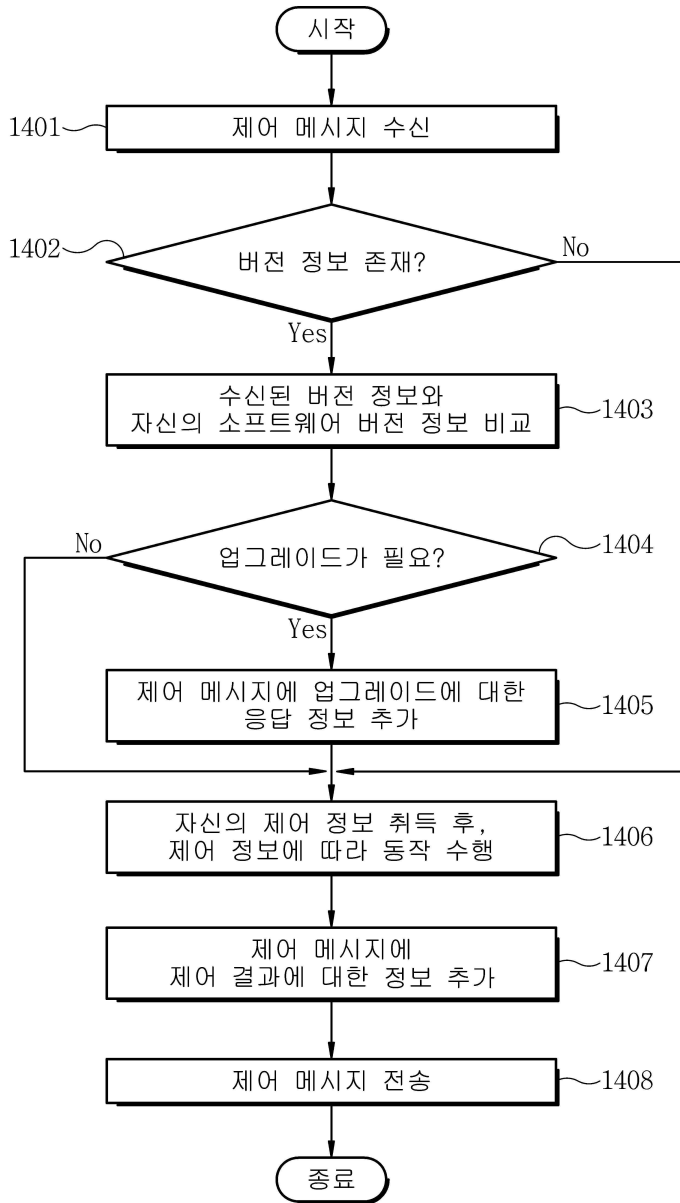 시작
1401
제어 메시지 수신
1402
버전 정보 존재?
No
Yes
수신된 버전 정보와
자신의 소프트웨어 버전 정보 비교
1403
No
업그레이드가 필요?
1404
Yes
제어 메시지에 업그레이드에 대한
응답 정보 추가
1405
자신의 제어 정보 취득 후,
제어 정보에 따라 동작 수행
1406
제어 메시지에
제어 결과에 대한 정보 추가
1407
제어 메시지 전송
1408
종료